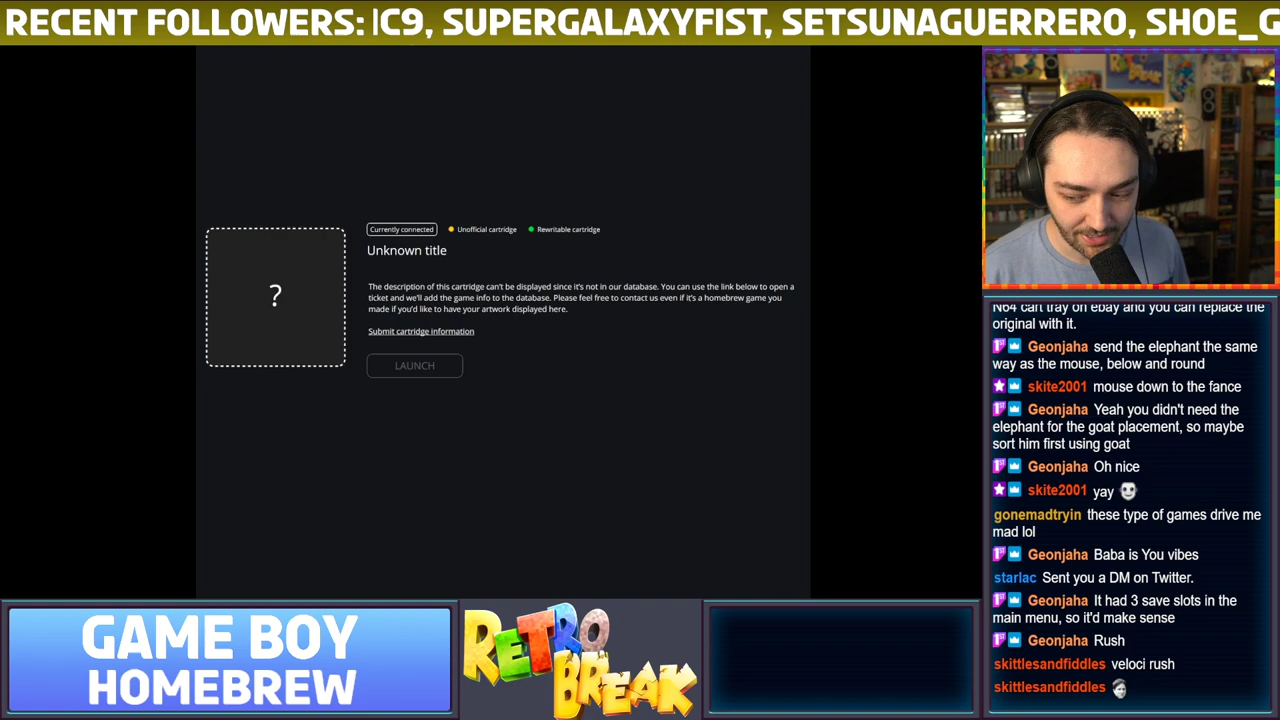 RECENT FOLLOWERS: IC9, SUPERGALAXYFIST, SETSUNAGUERRERO, SHOE_G
Currently connected
Unofficial cartridge
Rewritable cartridge
Unknown title
?
The description of this cartridge can't be displayed since it's not in our database. You can use the link below to open a
ticket and we'll add the game info to the database. Please feel free to contact us even if it's a homebrew game you
made if you'd like to have your artwork displayed here.
Submit cartridge information
LAUNCH
N64 cart tray on ebay and you can replace the
original with it.
Geonjaha send the elephant the same
way as the mouse, below and round
skite2001 mouse down to the fance
Geonjaha Yeah you didn't need the
elephant for the goat placement, so maybe
sort him first using goat
Geonjaha Oh nice
skite2001 yay
gonemadtryin these type of games drive me
mad lol
Geonjaha Baba is You vibes
starlac Sent you a DM on Twitter.
Geonjaha It had 3 save slots in the
main menu, so it'd make sense
Geonjaha Rush
skittlesandfiddles veloci rush
skittlesandfiddles
GAME BOY
HOMEBREW
RETRO
BREAK